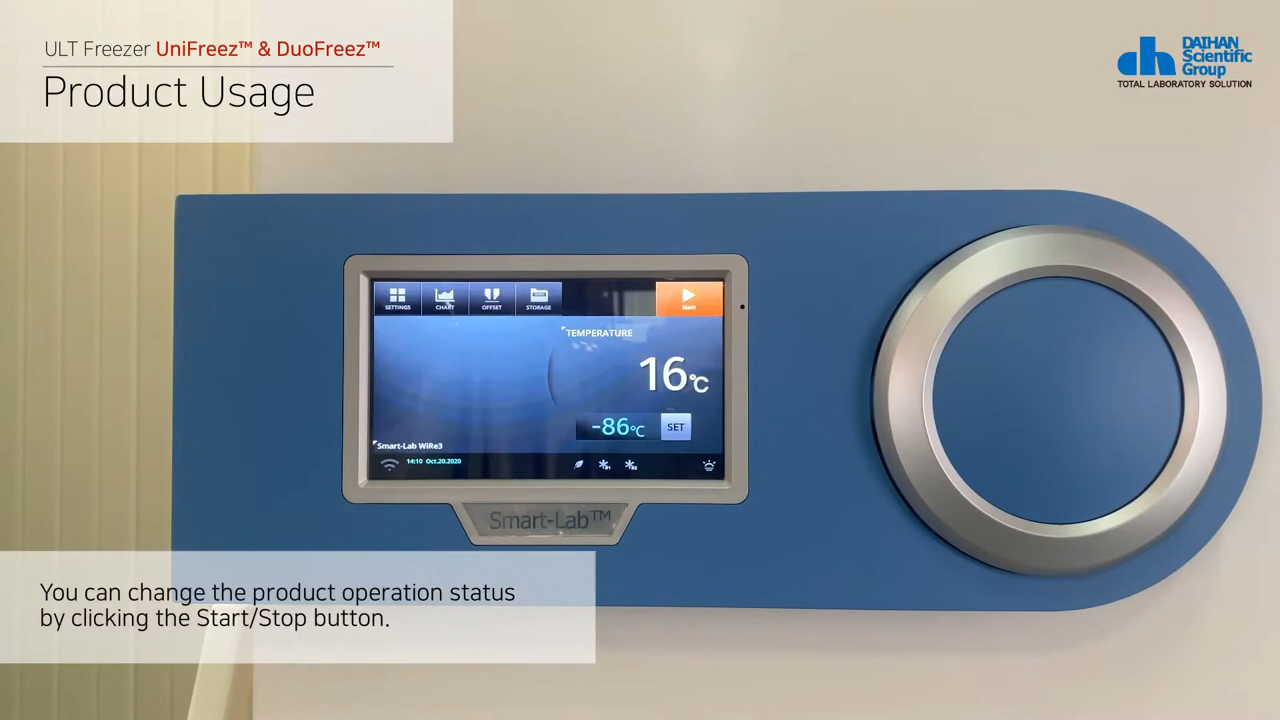 ULT Freezer UniFreez™ & DuoFreez™
Product Usage
DAIHAN
Scientific
Group
TOTAL LABORATORY SOLUTION
SETTINGS
CHART
OFFSET
STORAGE
TEMPERATURE
16℃
-86℃
SET
Smart-Lab WiRe3
14:10 Oct.20.2020
Smart-Lab™
You can change the product operation status
by clicking the Start/Stop button.